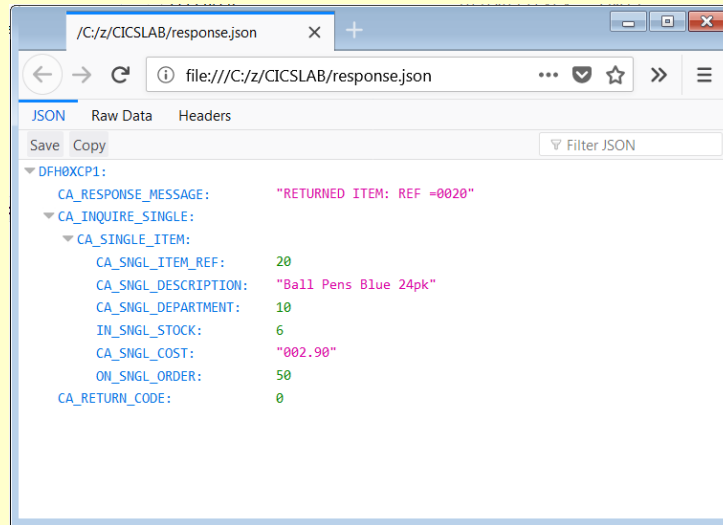 /C:/z/CICSLAB/response.json
file:///C:/z/CICSLAB/response.json
JSON Raw Data Headers
Save Copy Filter JSON
DFH0XCP1:
CA_RESPONSE_MESSAGE: "RETURNED ITEM: REF =0020"
CA_INQUIRE_SINGLE:
CA_SINGLE_ITEM:
CA_SNGL_ITEM_REF: 20
CA_SNGL_DESCRIPTION: "Ball Pens Blue 24pk"
CA_SNGL_DEPARTMENT: 10
IN_SNGL_STOCK: 6
CA_SNGL_COST: "002.90"
ON_SNGL_ORDER: 50
CA_RETURN_CODE: 0